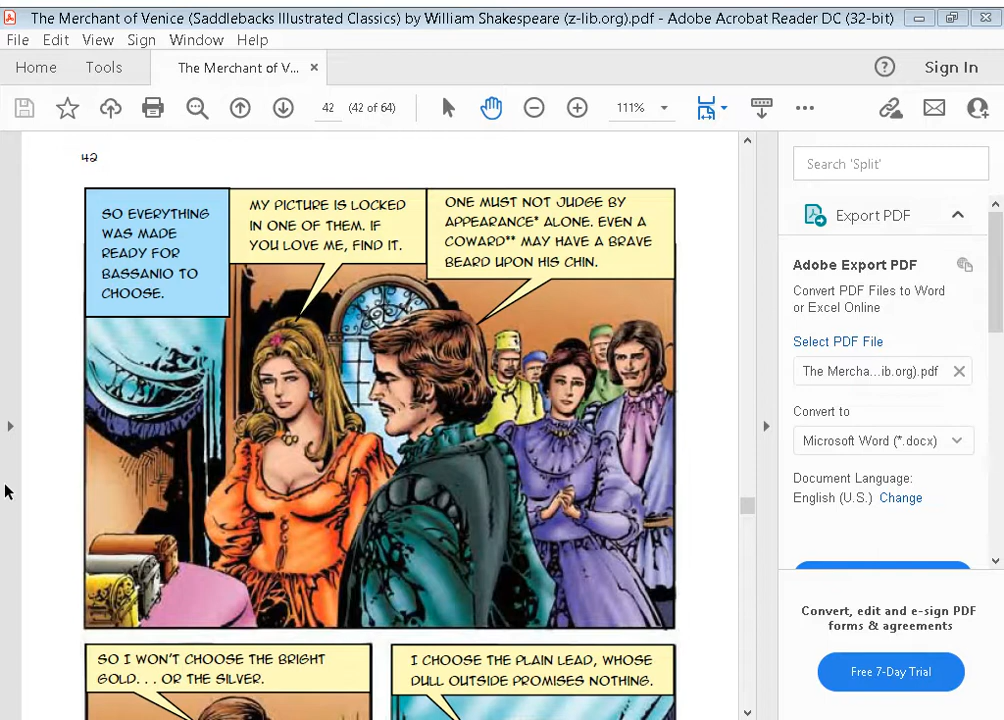 The Merchant of Venice (Saddlebacks Illustrated Classics) by William Shakespeare (z-lib.org).pdf - Adobe Acrobat Reader DC (32-bit)
File Edit View Sign Window Help
Home Tools The Merchant of V... Sign In
42 (42 of 64) 111%
42
SO EVERYTHING
WAS MADE
READY FOR
BASSANIO TO
CHOOSE.
MY PICTURE IS LOCKED
IN ONE OF THEM. IF
YOU LOVE ME, FIND IT.
ONE MUST NOT JUDGE BY
APPEARANCE* ALONE. EVEN A
COWARD** MAY HAVE A BRAVE
BEARD UPON HIS CHIN.
SO I WON'T CHOOSE THE BRIGHT
GOLD. . . OR THE SILVER.
I CHOOSE THE PLAIN LEAD, WHOSE
DULL OUTSIDE PROMISES NOTHING.
Search 'Split'
Export PDF
Adobe Export PDF
Convert PDF Files to Word
or Excel Online
Select PDF File
The Mercha...ib.org).pdf
Convert to
Microsoft Word (*.docx)
Document Language:
English (U.S.) Change
Convert, edit and e-sign PDF
forms & agreements
Free 7-Day Trial